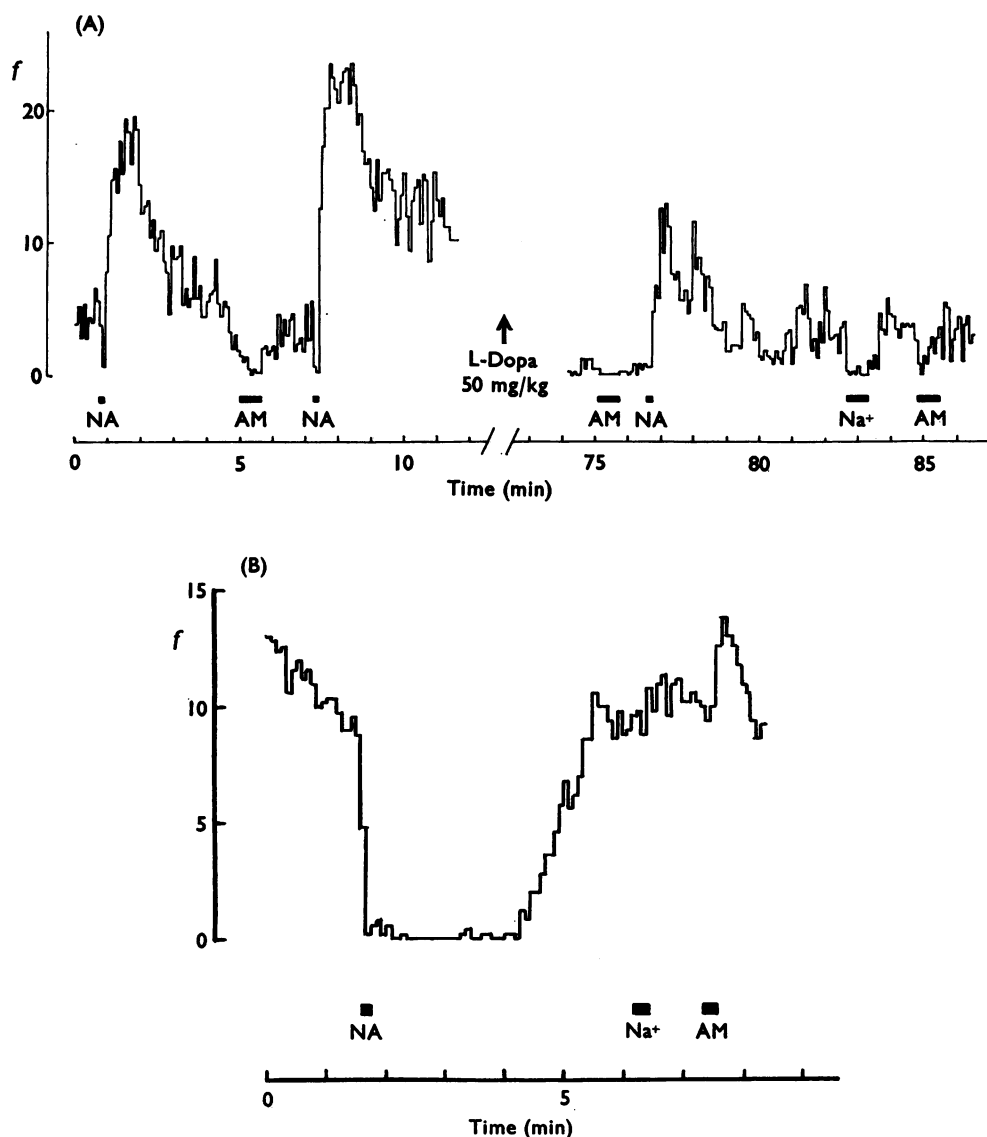 (A)
f
20
10
0
L-Dopa
50 mg/kg
NA AM NA AM NA Na⁺ AM
0 5 10 75 80 85
Time (min)
(B)
15
f
10
5
0
NA Na⁺ AM
0 5
Time (min)